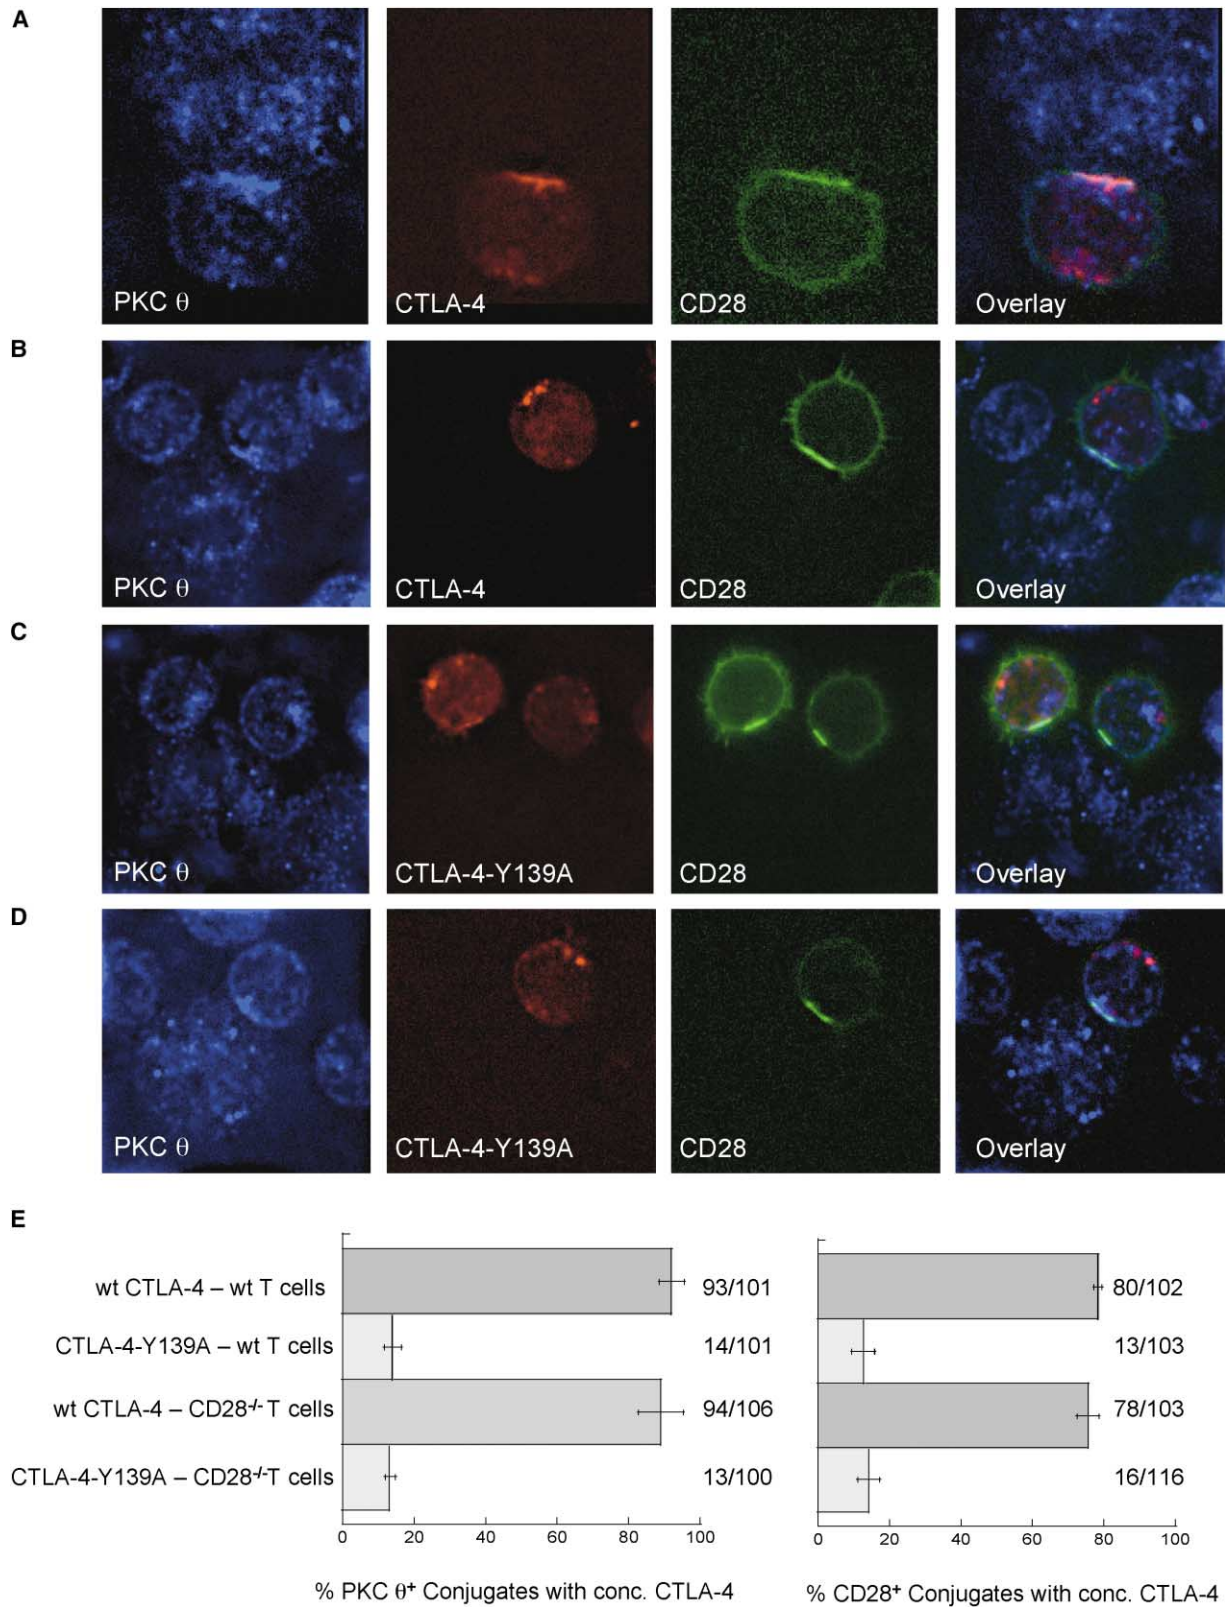 A
PKC θ
CTLA-4
CD28
Overlay
B
PKC θ
CTLA-4
CD28
Overlay
C
PKC θ
CTLA-4-Y139A
CD28
Overlay
D
PKC θ
CTLA-4-Y139A
CD28
Overlay
E
wt CTLA-4 – wt T cells
93/101
80/102
CTLA-4-Y139A – wt T cells
14/101
13/103
wt CTLA-4 – CD28-/- T cells
94/106
78/103
CTLA-4-Y139A – CD28-/-T cells
13/100
16/116
0 20 40 60 80 100
0 20 40 60 80 100
% PKC θ+ Conjugates with conc. CTLA-4
% CD28+ Conjugates with conc. CTLA-4